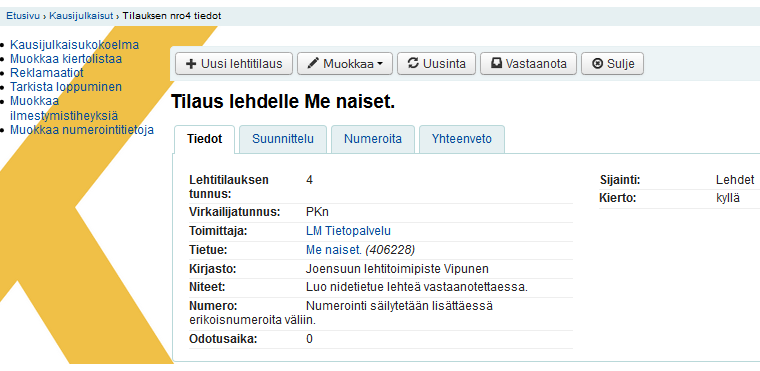 Etusivu › Kausijulkaisut › Tilauksen nro4 tiedot
Kausijulkaisukokoelma
Muokkaa kiertolistaa
Reklamaatiot
Tarkista loppuminen
Muokkaa
ilmestymistiheyksiä
Muokkaa numerointitietoja
Uusi lehtitilaus Muokkaa Uusinta Vastaanota Sulje
Tilaus lehdelle Me naiset.
Tiedot Suunnittelu Numeroita Yhteenveto
Lehtitilauksen 4
tunnus:
Virkailijatunnus: PKn
Toimittaja: LM Tietopalvelu
Tietue: Me naiset. (406228)
Kirjasto: Joensuun lehtitoimipiste Vipunen
Niteet: Luo nidetietue lehteä vastaanotettaessa.
Numero: Numerointi säilytetään lisättäessä
erikoisnumeroita väliin.
Odotusaika: 0
Sijainti: Lehdet
Kierto: kyllä